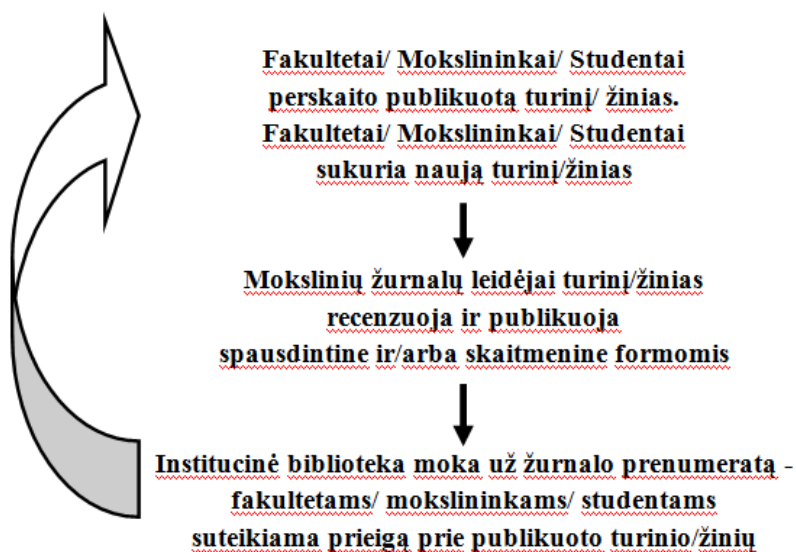 Fakultetai/ Mokslininkai/ Studentai
perskaito publikuotą turinį/ žinias.
Fakultetai/ Mokslininkai/ Studentai
sukuria naują turinį/žinias
Mokslinių žurnalų leidėjai turinį/žinias
recenzuoja ir publikuoja
spausdintine ir/arba skaitmenine formomis
Institucinė biblioteka moka už žurnalo prenumeratą -
fakultetams/ mokslininkams/ studentams
suteikiama prieigą prie publikuoto turinio/žinių